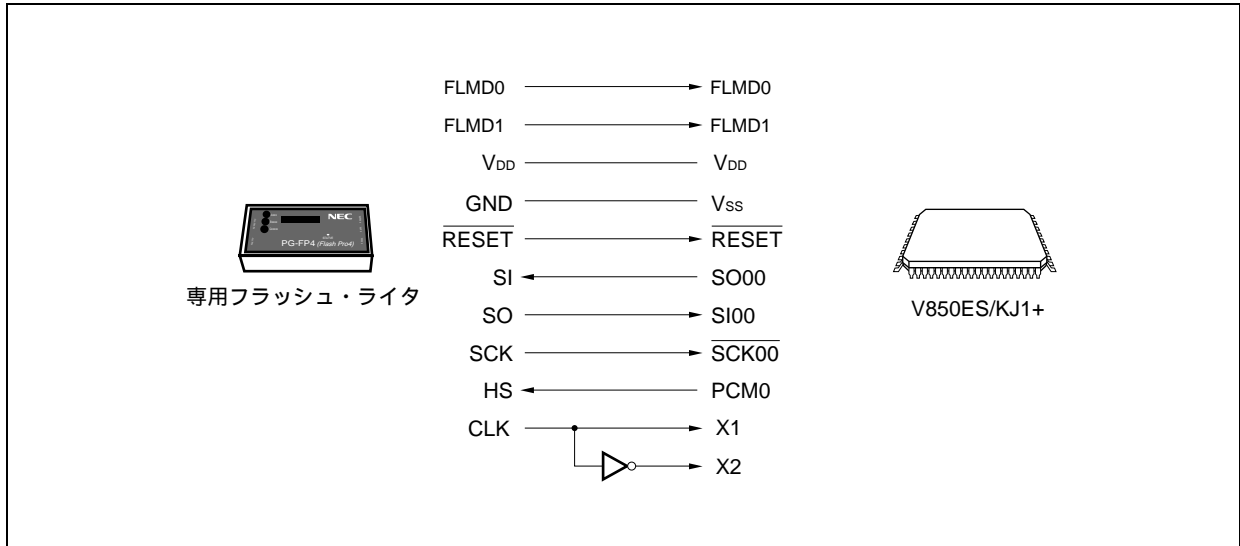 FLMD0 FLMD0
FLMD1 FLMD1
VDD VDD
GND VSS
RESET RESET
SI SO00
SO SI00
SCK SCK00
HS PCM0
CLK X1
X2
NEC
PG-FP4 (Flash Pro4)
専用フラッシュ・ライタ
V850ES/KJ1+